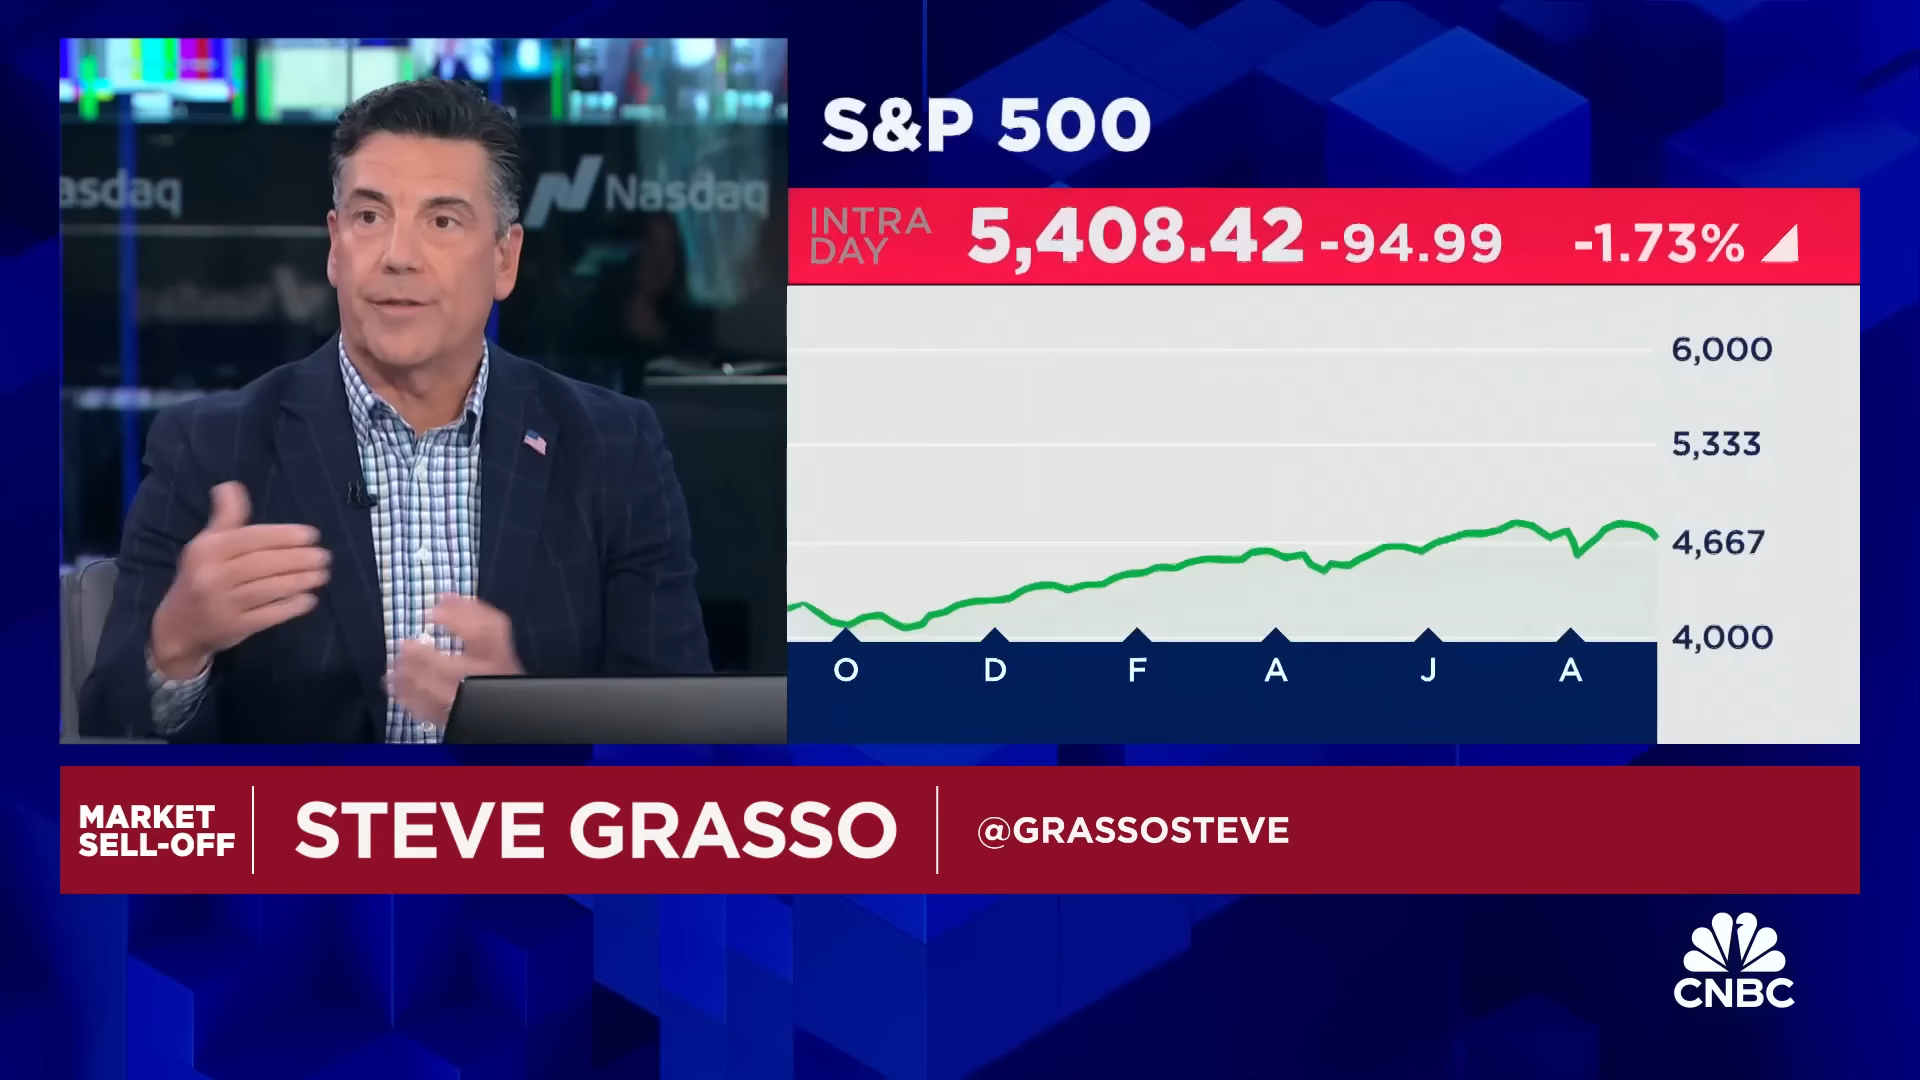 asdaq
Nasdaq
S&P 500
INTRA
DAY
5,408.42 -94.99 -1.73%
6,000
5,333
4,667
4,000
O D F A J A
MARKET
SELL-OFF
STEVE GRASSO
@GRASSOSTEVE
CNBC